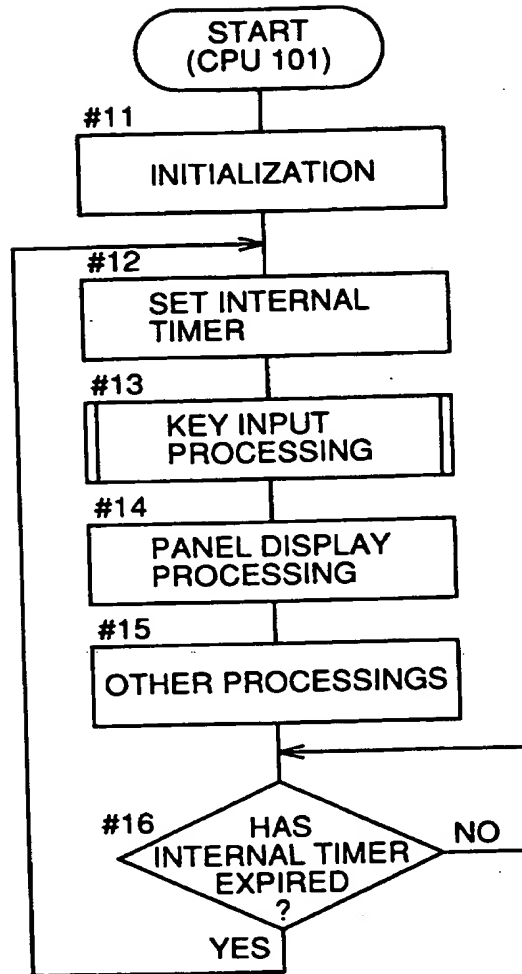 START
(CPU 101)
#11
INITIALIZATION
#12
SET INTERNAL
TIMER
#13
KEY INPUT
PROCESSING
#14
PANEL DISPLAY
PROCESSING
#15
OTHER PROCESSINGS
#16
HAS
INTERNAL TIMER
EXPIRED
?
NO
YES